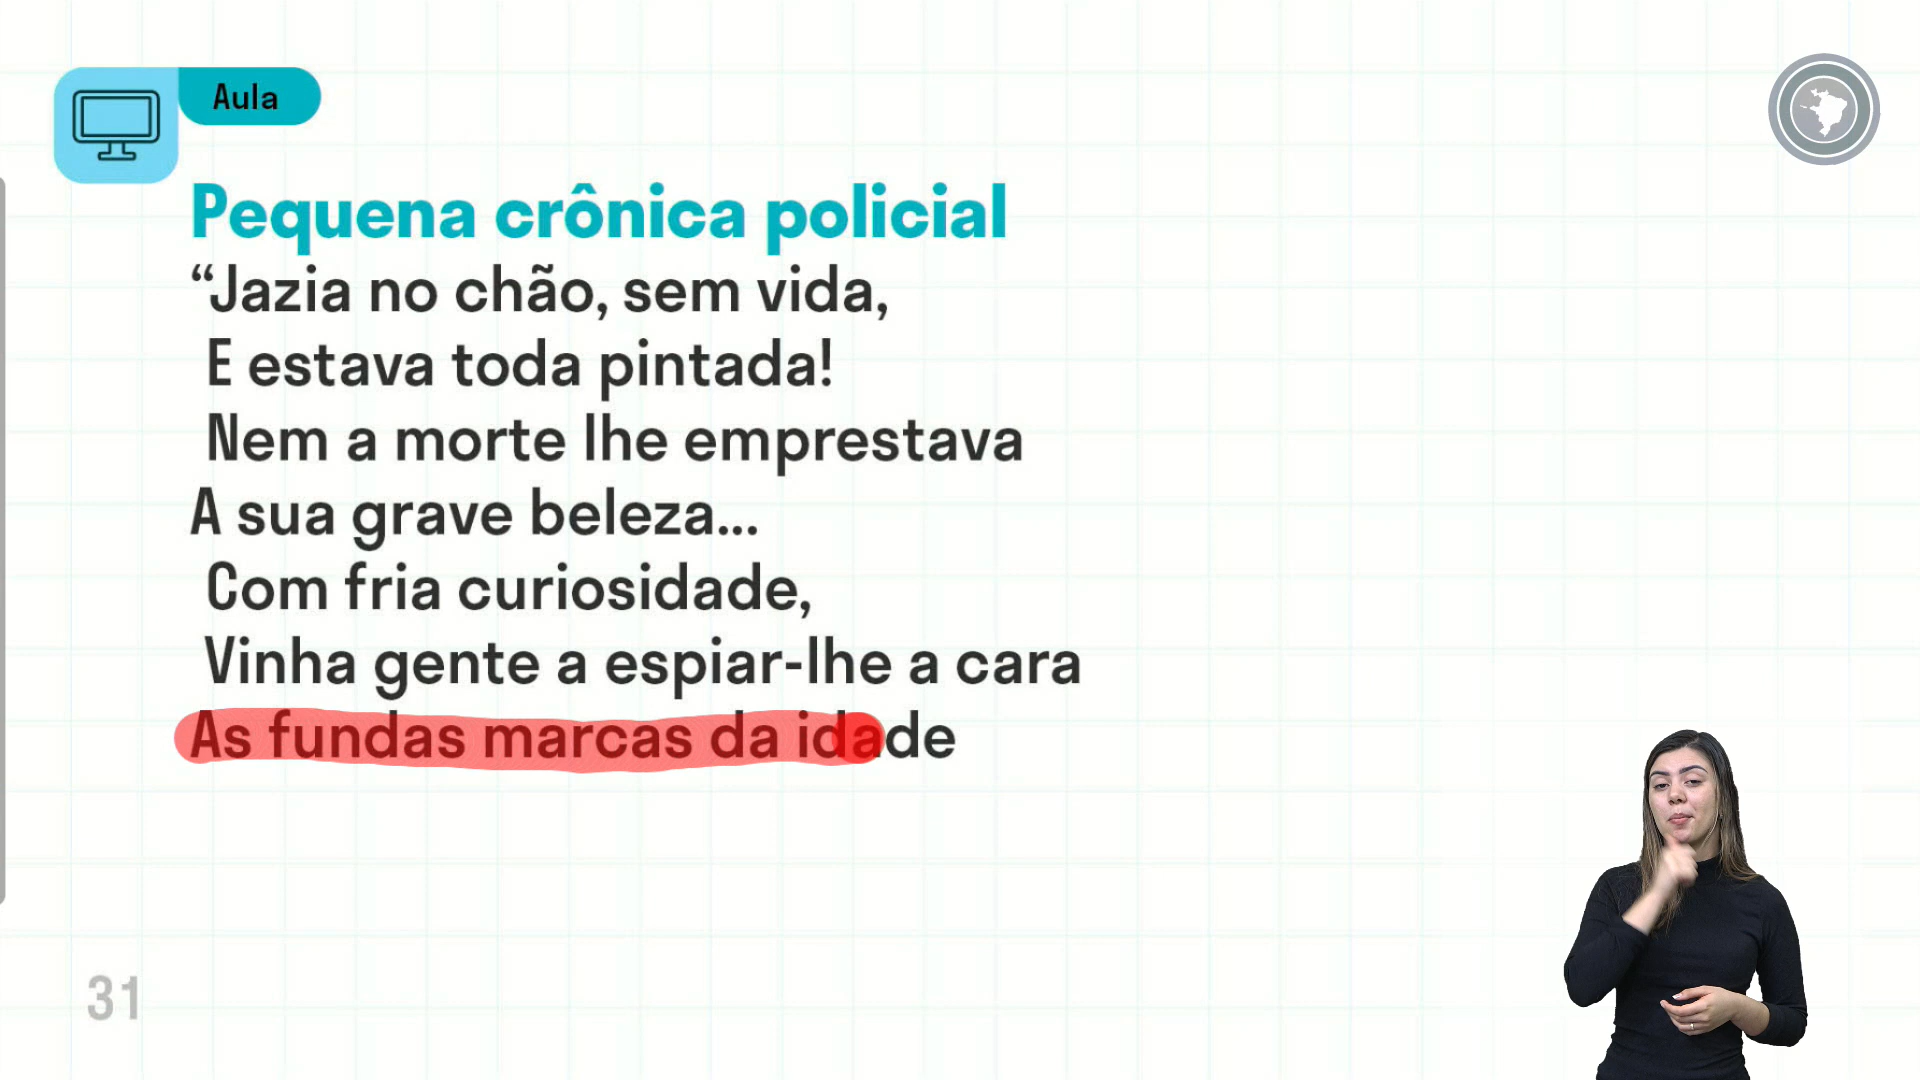 Aula
Pequena crônica policial
“Jazia no chão, sem vida,
E estava toda pintada!
Nem a morte lhe emprestava
A sua grave beleza...
Com fria curiosidade,
Vinha gente a espiar-lhe a cara
As fundas marcas da idade
31